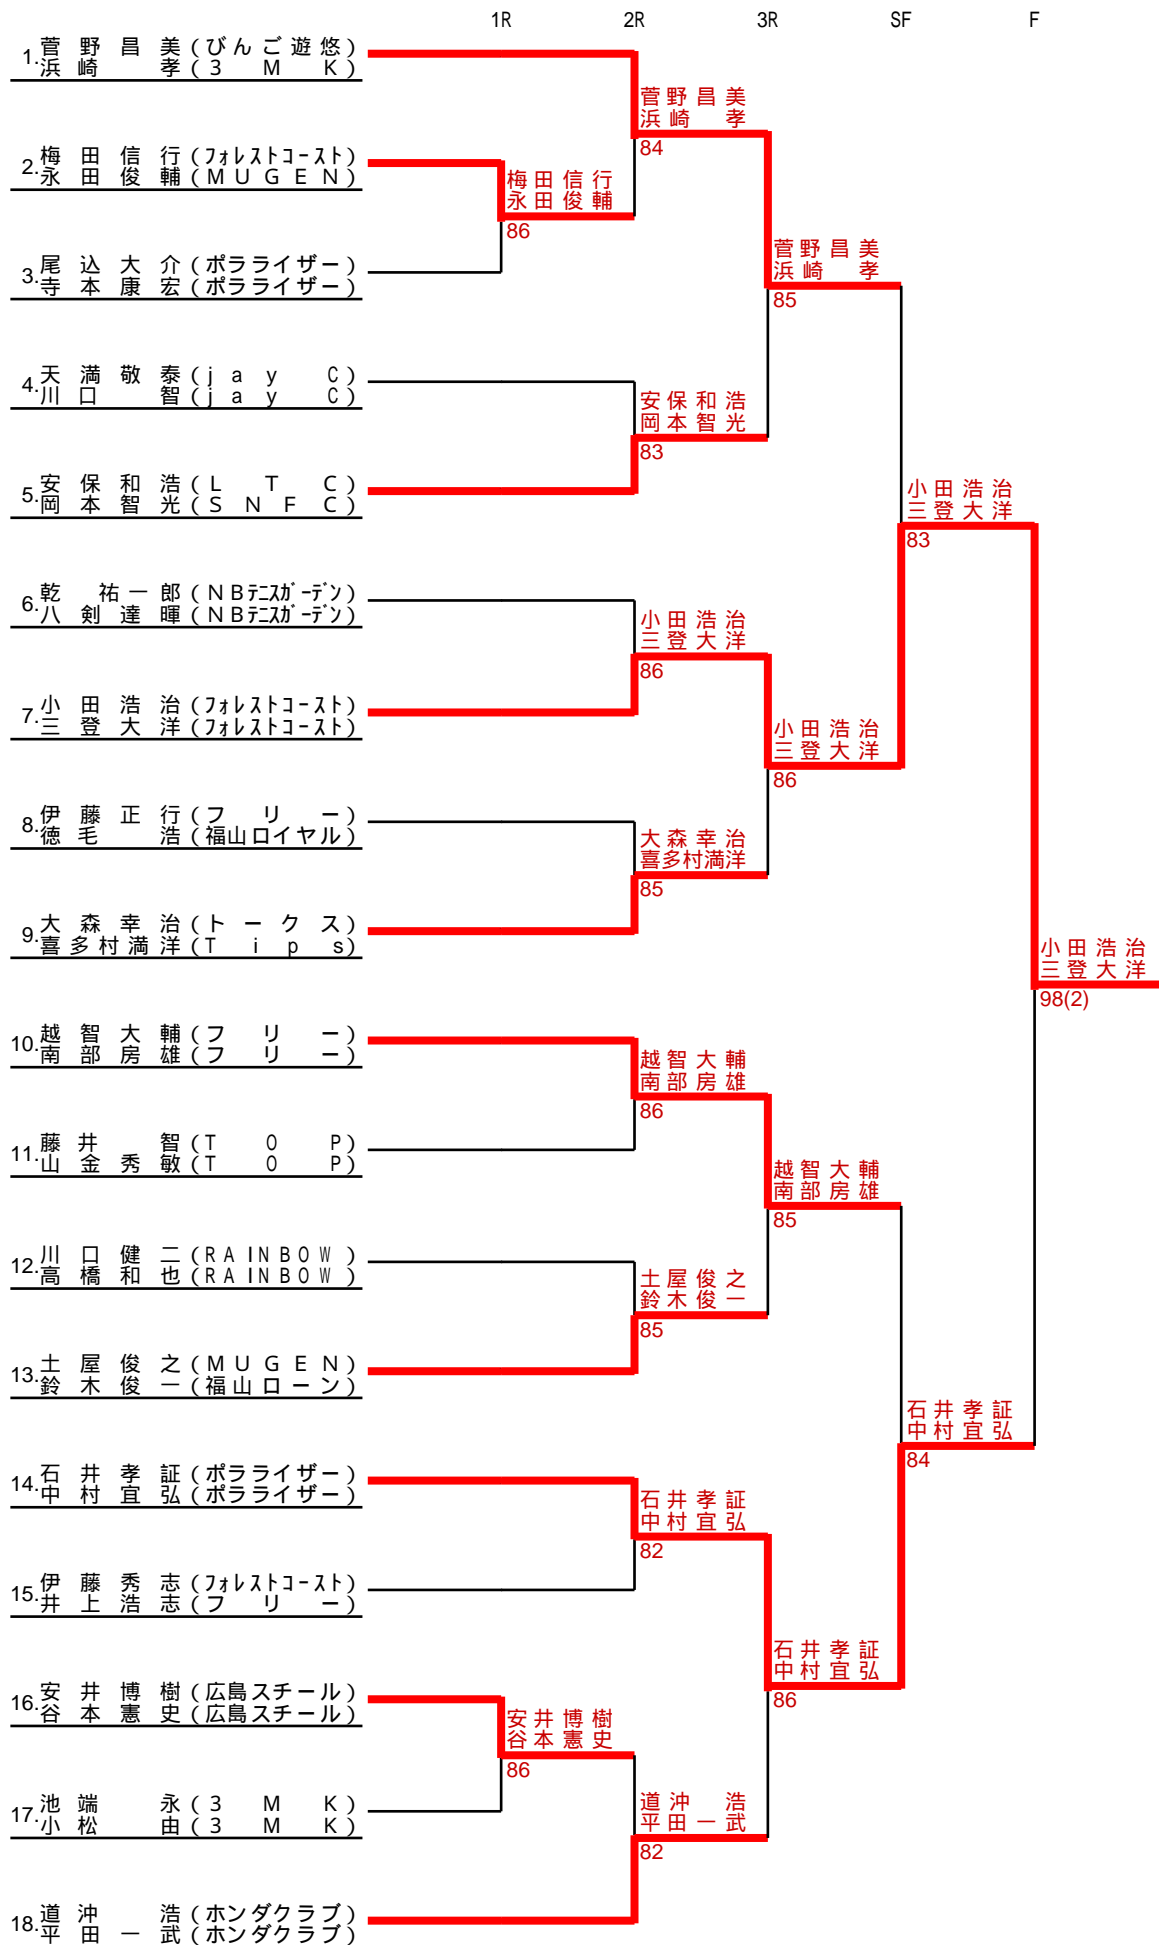 1R 2R 3R SF F
1. 菅野昌美(びんご遊悠)
浜崎 孝(3MK)
菅野昌美
浜崎 孝
84
2. 梅田信行(フォレストコースト)
永田俊輔(MUGEN)
梅田信行
永田俊輔
86
菅野昌美
浜崎 孝
85
3. 尾込大介(ポラライザー)
寺本康宏(ポラライザー)
4. 天満敬泰(jay C)
川口 智(jay C)
安保和浩
岡本智光
83
5. 安保和浩(LTC)
岡本智光(SNFC)
小田浩治
三登大洋
83
6. 乾 祐一郎(NBテニスガーデン)
八剣達暉(NBテニスガーデン)
小田浩治
三登大洋
86
7. 小田浩治(フォレストコースト)
三登大洋(フォレストコースト)
小田浩治
三登大洋
86
8. 伊藤正行(フリー)
徳毛 浩(福山ロイヤル)
大森幸治
喜多村満洋
85
9. 大森幸治(トークス)
喜多村満洋(Tips)
小田浩治
三登大洋
98(2)
10. 越智大輔(フリー)
南部房雄(フリー)
越智大輔
南部房雄
86
11. 藤井 智(TOP)
山金秀敏(TOP)
越智大輔
南部房雄
85
12. 川口健二(RAINBOW)
高橋和也(RAINBOW)
土屋俊之
鈴木俊一
85
13. 土屋俊之(MUGEN)
鈴木俊一(福山ローン)
石井孝証
中村宜弘
84
14. 石井孝証(ポラライザー)
中村宜弘(ポラライザー)
石井孝証
中村宜弘
82
15. 伊藤秀志(フォレストコースト)
井上浩志(フリー)
石井孝証
中村宜弘
86
16. 安井博樹(広島スチール)
谷本憲史(広島スチール)
安井博樹
谷本憲史
86
17. 池端 永(3MK)
小松 由(3MK)
道沖 浩
平田一武
82
18. 道沖 浩(ホンダクラブ)
平田一武(ホンダクラブ)